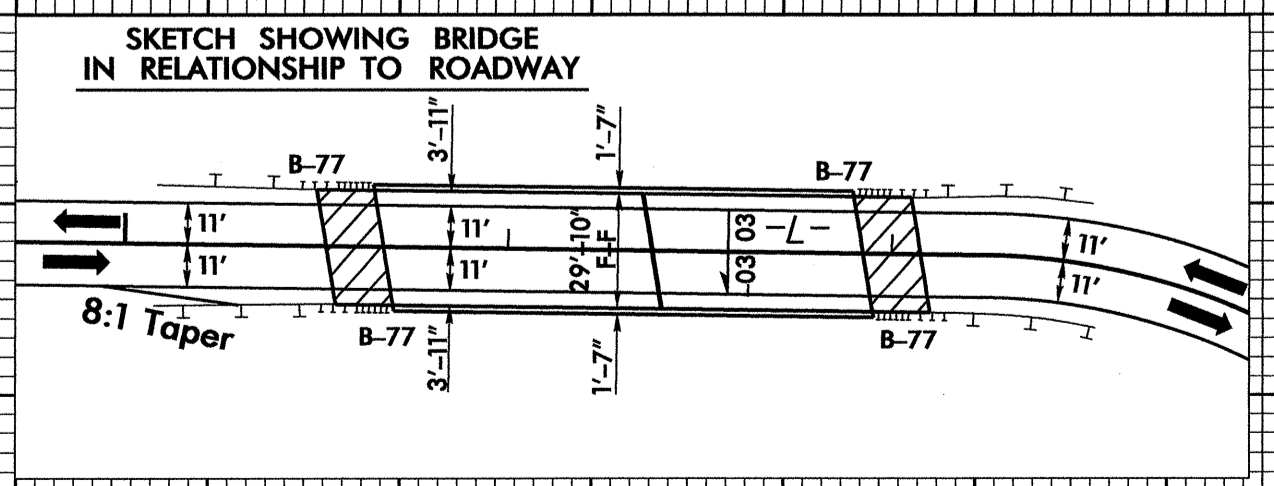 SKETCH SHOWING BRIDGE
IN RELATIONSHIP TO ROADWAY
3'-11"
1'-7"
B-77
B-77
11'
11'
11'
11'
29'-10"
F-F
-03 03
-L-
11'
11'
8:1 Taper
B-77
3'-11"
1'-7"
B-77